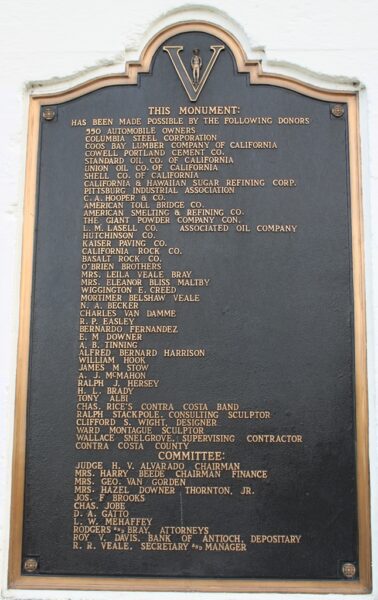 V
THIS MONUMENT:
HAS BEEN MADE POSSIBLE BY THE FOLLOWING DONORS
550 AUTOMOBILE OWNERS
COLUMBIA STEEL CORPORATION
COOS BAY LUMBER COMPANY OF CALIFORNIA
COWELL PORTLAND CEMENT CO.
STANDARD OIL CO. OF CALIFORNIA
UNION OIL CO. OF CALIFORNIA
SHELL CO. OF CALIFORNIA
CALIFORNIA & HAWAIIAN SUGAR REFINING CORP.
PITTSBURG INDUSTRIAL ASSOCIATION
C. A. HOOPER & CO.
AMERICAN TOLL BRIDGE CO.
AMERICAN SMELTING & REFINING CO.
THE GIANT POWDER COMPANY CON.
L. M. LASELL CO. ASSOCIATED OIL COMPANY
HUTCHINSON CO.
KAISER PAVING CO.
CALIFORNIA ROCK CO.
BASALT ROCK CO.
O'BRIEN BROTHERS
MRS. LEILA VEALE BRAY
MRS. ELEANOR BLISS MALTBY
WIGGINGTON E. CREED
MORTIMER BELSHAW VEALE
N. A. BECKER
CHARLES VAN DAMME
R. P. EASLEY
BERNARDO FERNANDEZ
E. M DOWNER
A. B. TINNING
ALFRED BERNARD HARRISON
WILLIAM HOOK
JAMES M STOW
A. J. McMAHON
RALPH J. HERSEY
H. L. BRADY
TONY ALBI
CHAS. RICE'S CONTRA COSTA BAND
RALPH STACKPOLE, CONSULTING SCULPTOR
CLIFFORD S. WIGHT, DESIGNER
WARD MONTAGUE SCULPTOR
WALLACE SNELGROVE, SUPERVISING CONTRACTOR
CONTRA COSTA COUNTY
COMMITTEE:
JUDGE H. V. ALVARADO CHAIRMAN
MRS. HARRY BEEDE CHAIRMAN FINANCE
MRS. GEO. VAN GORDEN
MRS. HAZEL DOWNER THORNTON, JR.
JOS. F BROOKS
CHAS. JOBE
D. A. GATTO
L. W. MEHAFFEY
RODGERS AND BRAY, ATTORNEYS
ROY V. DAVIS, BANK OF ANTIOCH, DEPOSITARY
R. R. VEALE, SECRETARY AND MANAGER